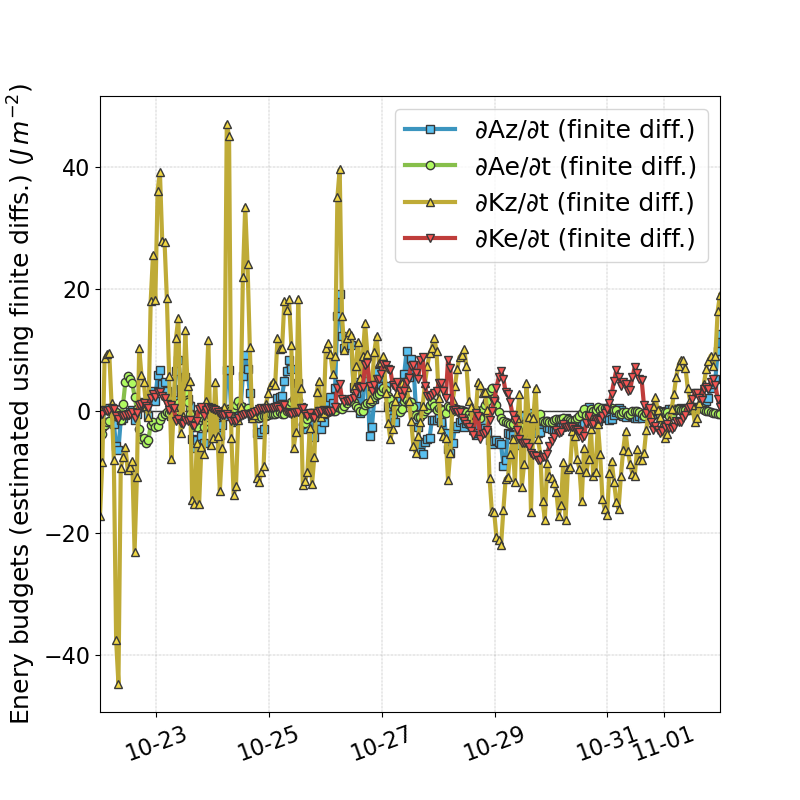 Enery budgets (estimated using finite diffs.) (J m⁻²)
40
20
0
−20
−40
∂Az/∂t (finite diff.)
∂Ae/∂t (finite diff.)
∂Kz/∂t (finite diff.)
∂Ke/∂t (finite diff.)
10-23
10-25
10-27
10-29
10-31
11-01